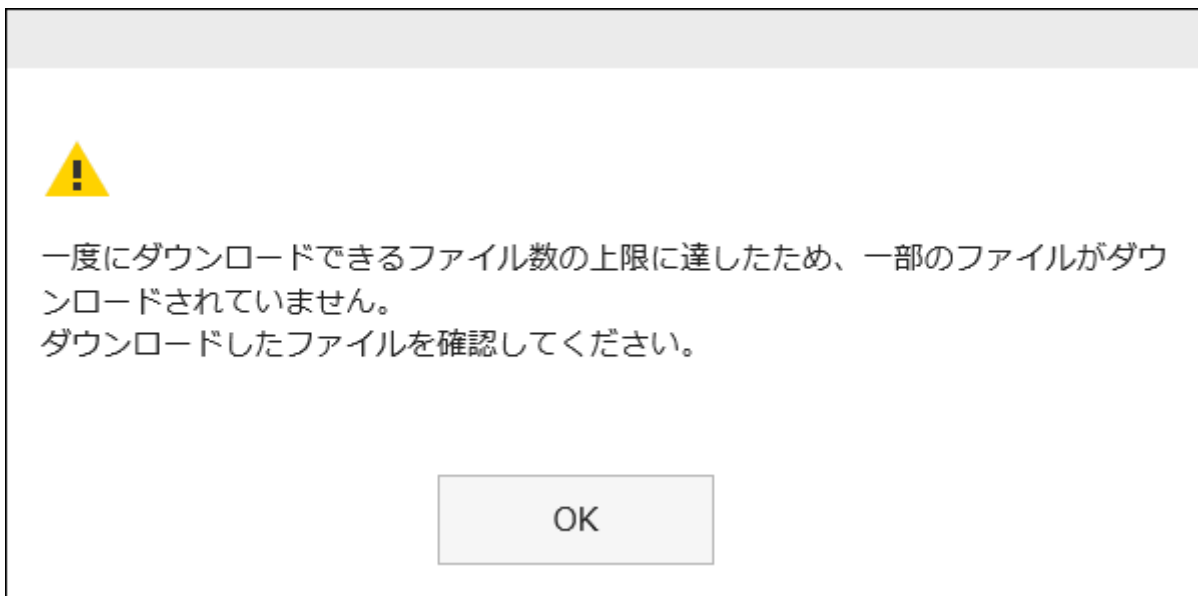 一度にダウンロードできるファイル数の上限に達したため、一部のファイルがダウ
ンロードされていません。
ダウンロードしたファイルを確認してください。
OK